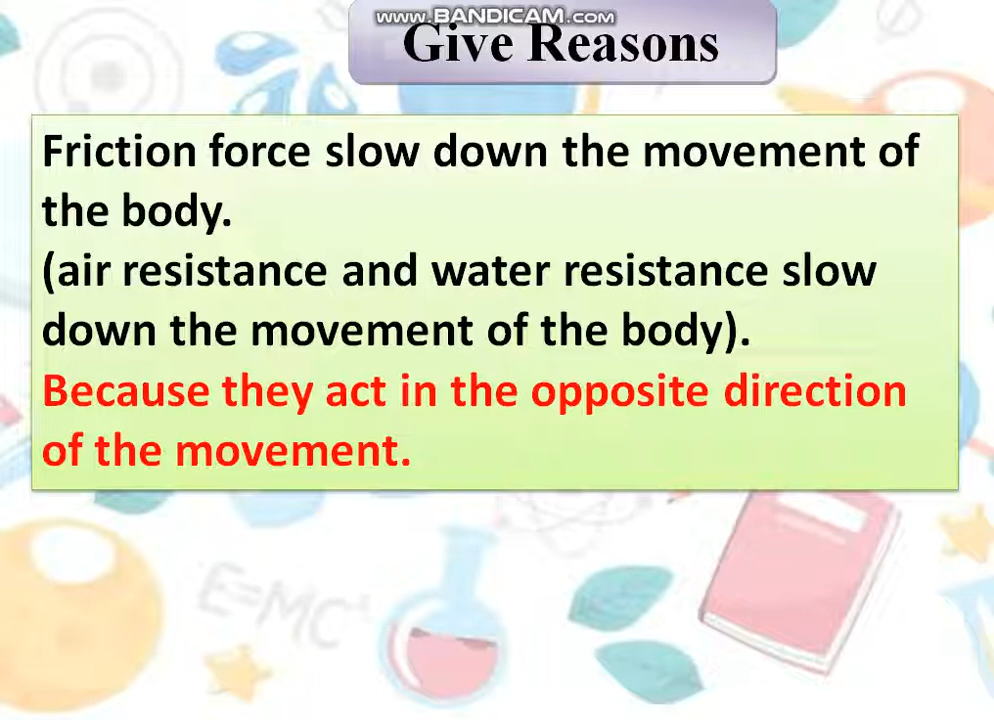 www.BANDICAM.com
Give Reasons
Friction force slow down the movement of
the body.
(air resistance and water resistance slow
down the movement of the body).
Because they act in the opposite direction
of the movement.
E=MC²